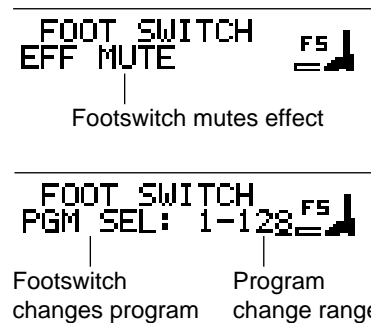 FOOT SWITCH
EFF MUTE FS
Footswitch mutes effect
FOOT SWITCH
PGM SEL: 1-128 FS
Footswitch Program
changes program change range